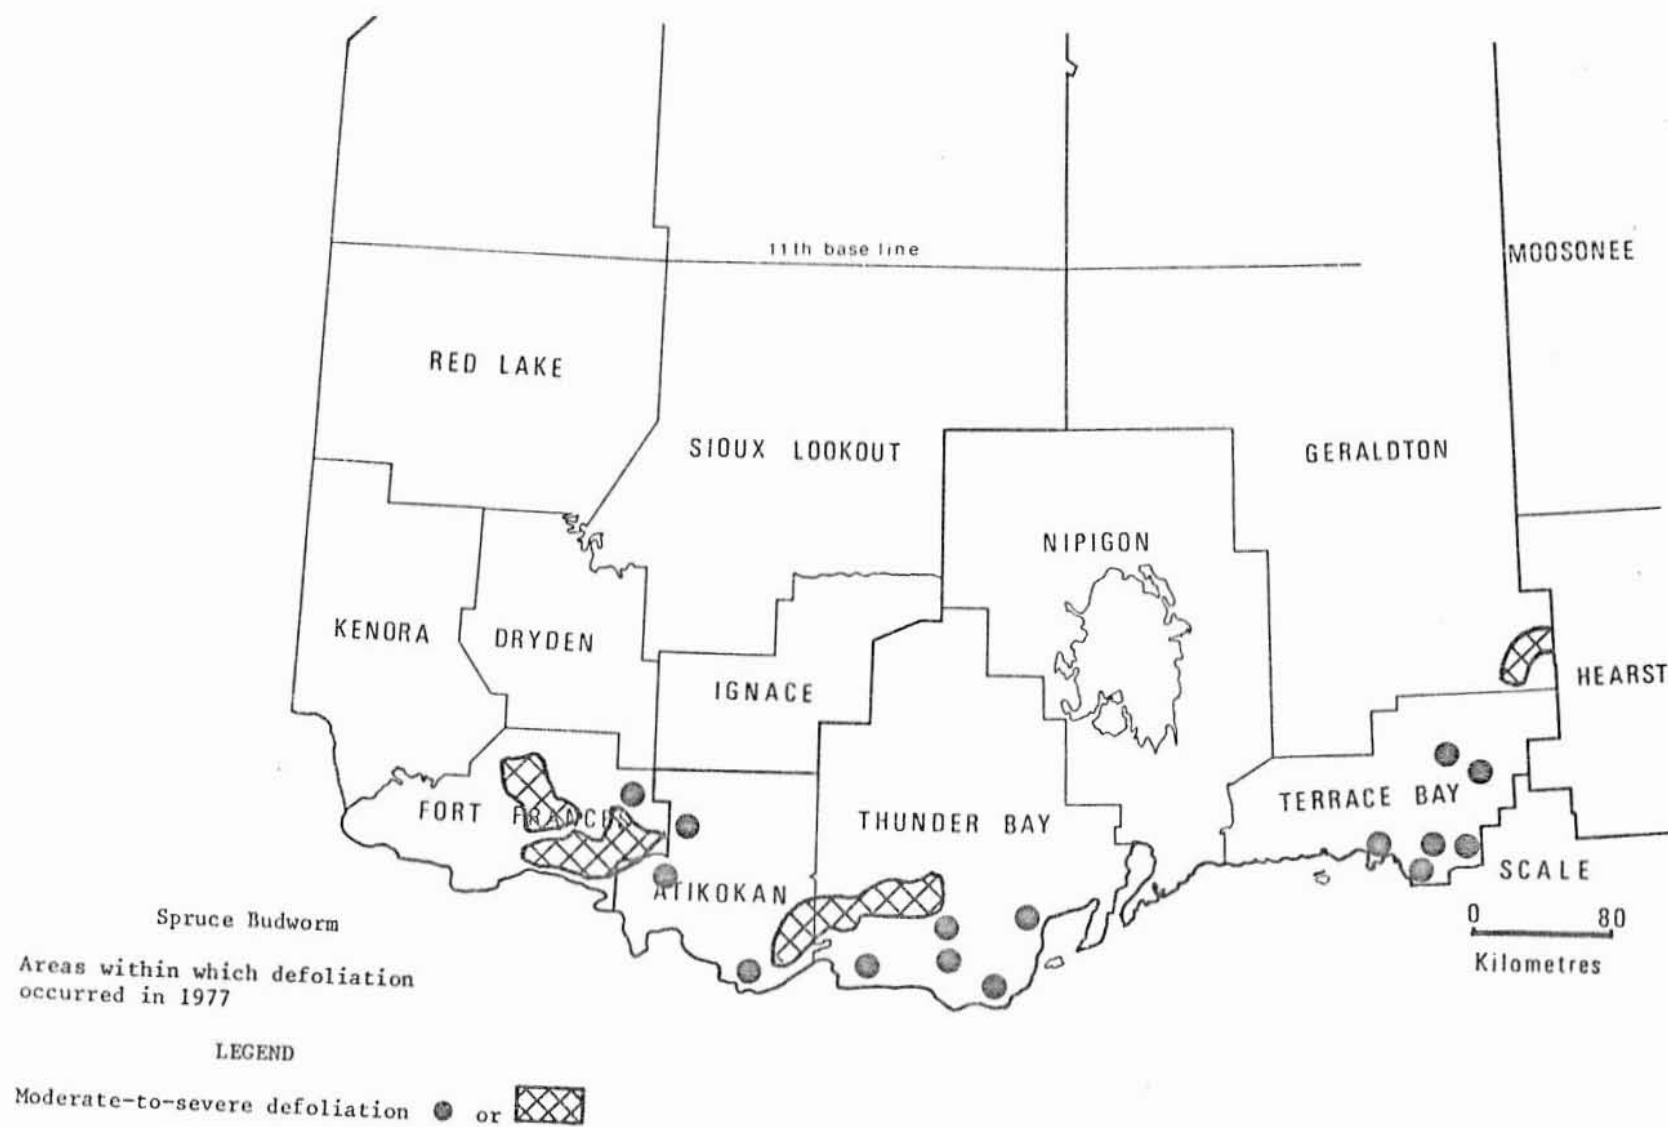 11th base line
MOOSONEE
RED LAKE
SIOUX LOOKOUT
GERALDTON
NIPIGON
KENORA
DRYDEN
IGNACE
HEARST
FORT FRANCES
THUNDER BAY
TERRACE BAY
ATIKOKAN
SCALE
0 80
Kilometres
Spruce Budworm
Areas within which defoliation
occurred in 1977
LEGEND
Moderate-to-severe defoliation or